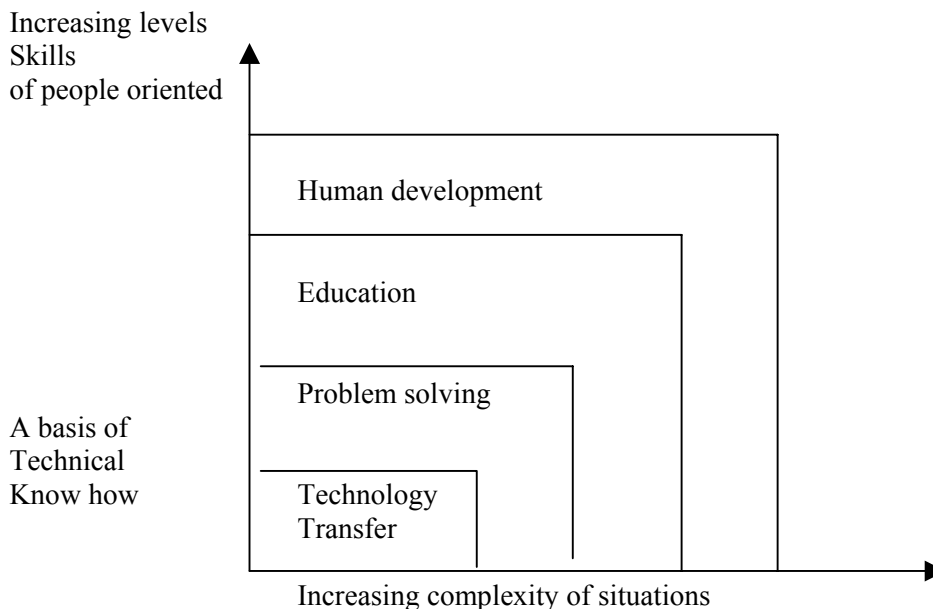 Increasing levels
Skills
of people oriented
Human development
Education
Problem solving
A basis of
Technical
Know how
Technology
Transfer
Increasing complexity of situations